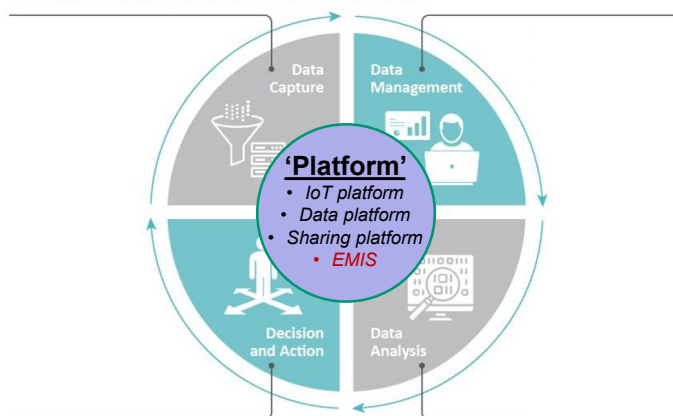 Data
Capture
Data
Management
'Platform'
• IoT platform
• Data platform
• Sharing platform
• EMIS
Decision
and Action
Data
Analysis